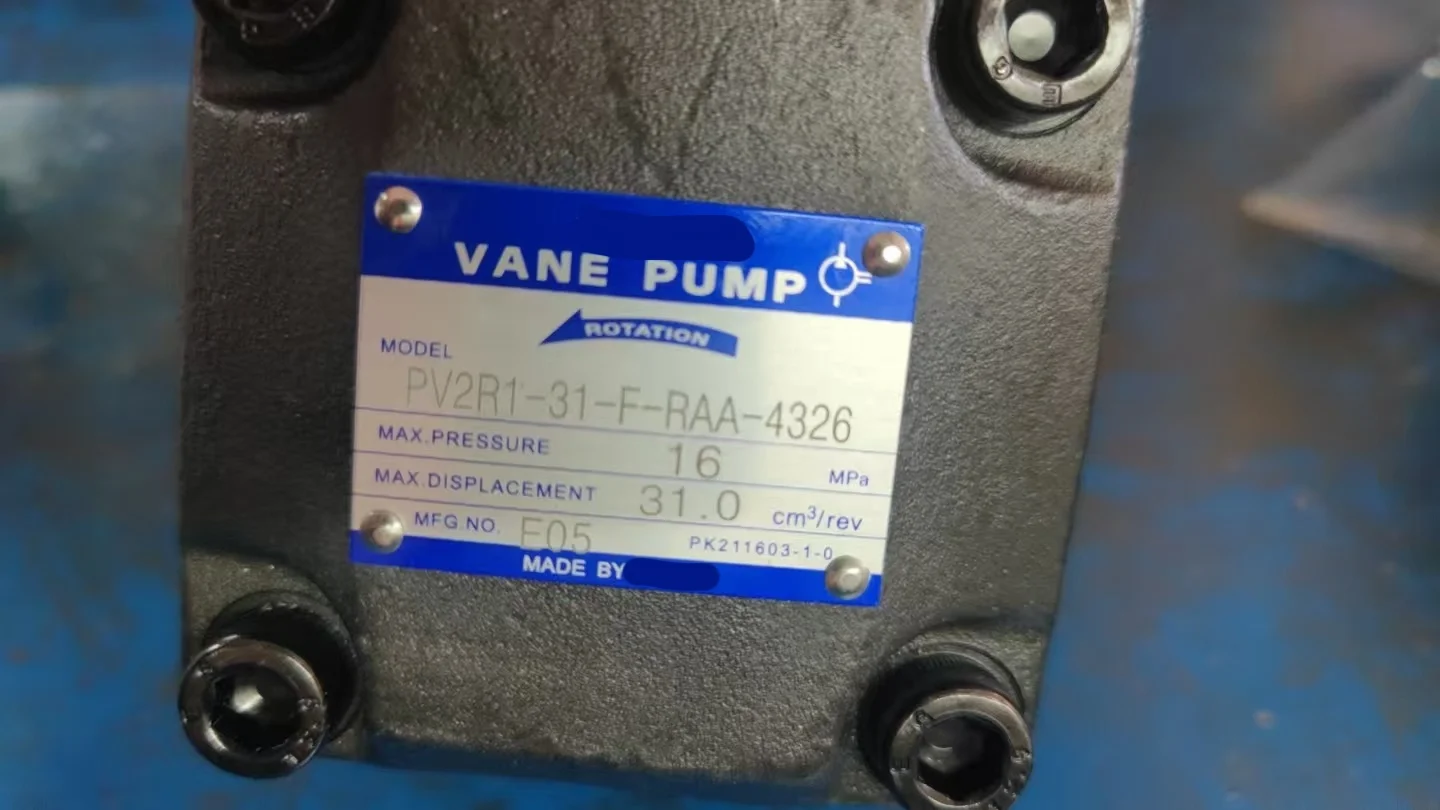 VANE PUMP
ROTATION
MODEL
PV2R1-31-F-RAA-4326
MAX.PRESSURE 16 MPa
MAX.DISPLACEMENT 31.0 cm³/rev
MFG.NO. E05 PK211603-1-0
MADE BY